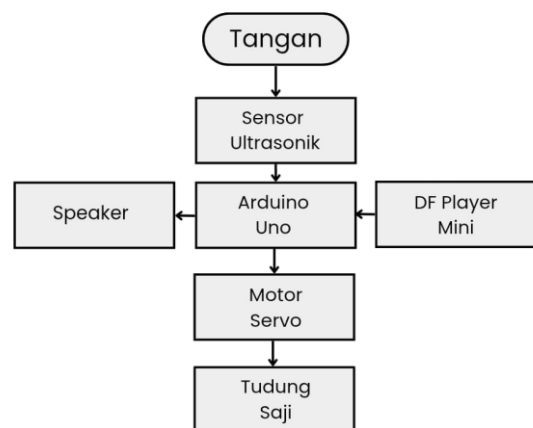 Tangan
Sensor
Ultrasonik
Speaker
Arduino
Uno
DF Player
Mini
Motor
Servo
Tudung
Saji